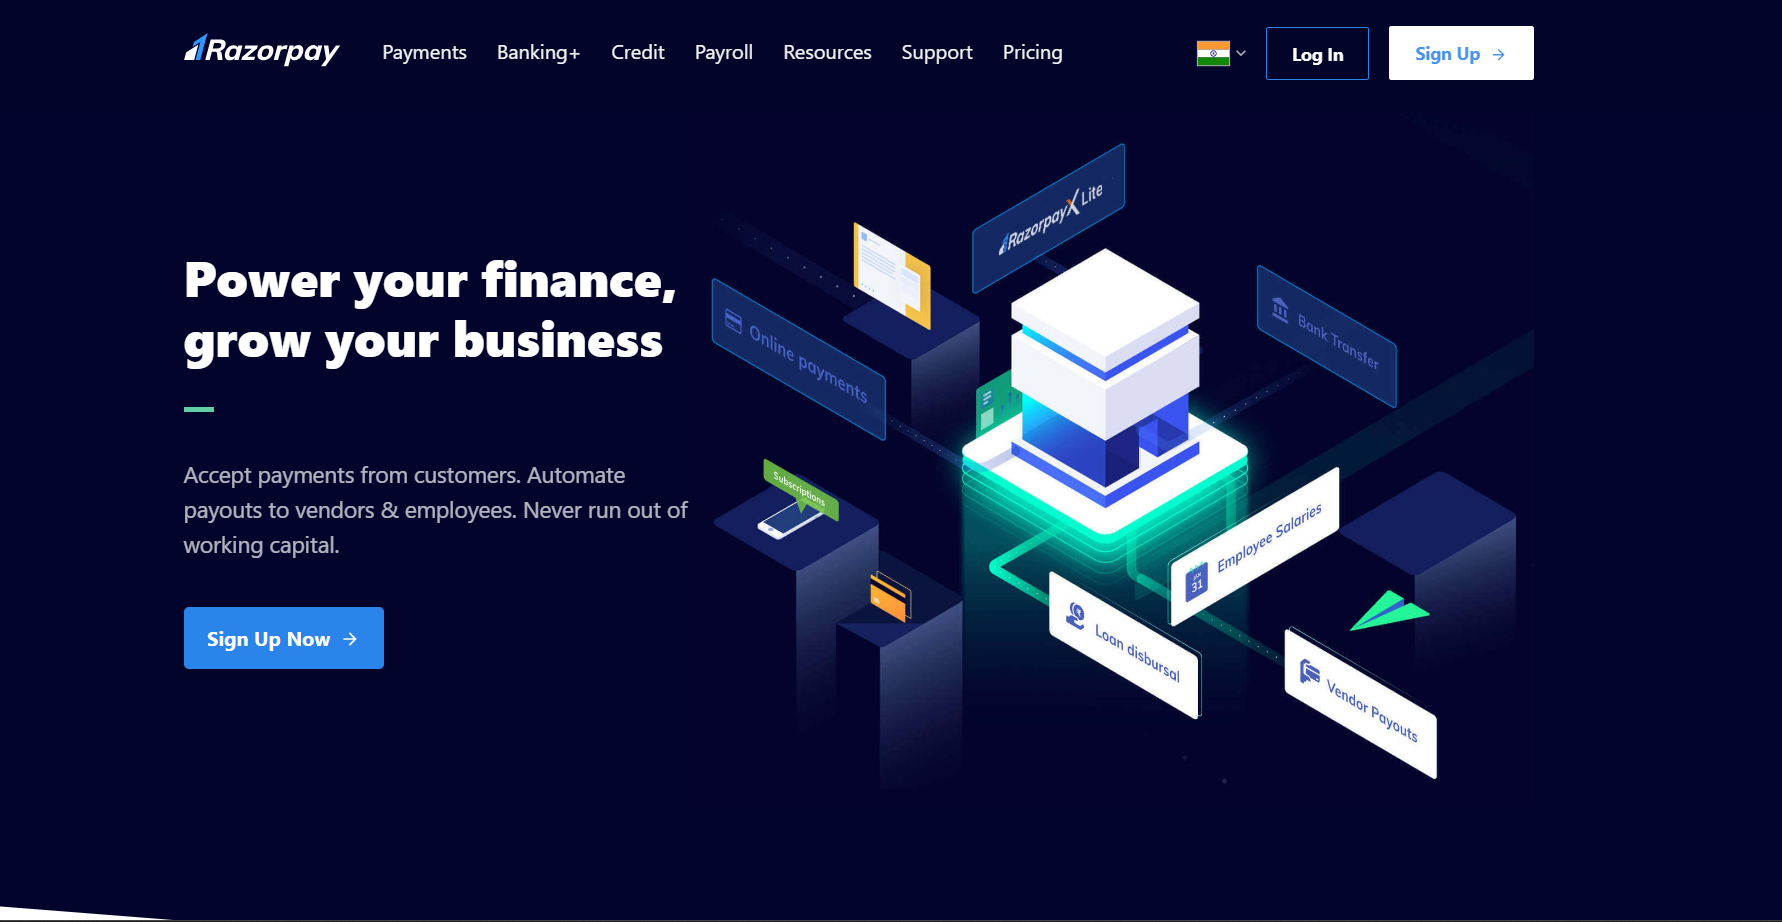 Razorpay
Payments
Banking+
Credit
Payroll
Resources
Support
Pricing
Log In
Sign Up →
Power your finance,
grow your business
Accept payments from customers. Automate
payouts to vendors & employees. Never run out of
working capital.
Sign Up Now →
RazorpayX Lite
Online payments
Bank Transfer
Subscriptions
JAN
31
Employee Salaries
Loan disbursal
Vendor Payouts